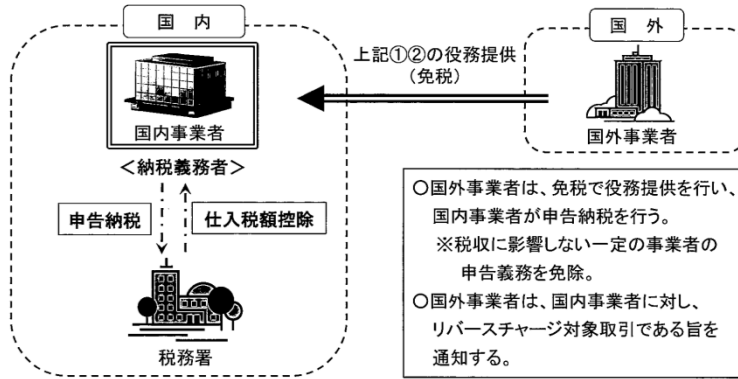 国 内
国 外
上記①②の役務提供
(免税)
国内事業者
国外事業者
＜納税義務者＞
申告納税
仕入税額控除
税務署
○国外事業者は、免税で役務提供を行い、
国内事業者が申告納税を行う。
※税収に影響しない一定の事業者の
申告義務を免除。
○国外事業者は、国内事業者に対し、
リバースチャージ対象取引である旨を
通知する。